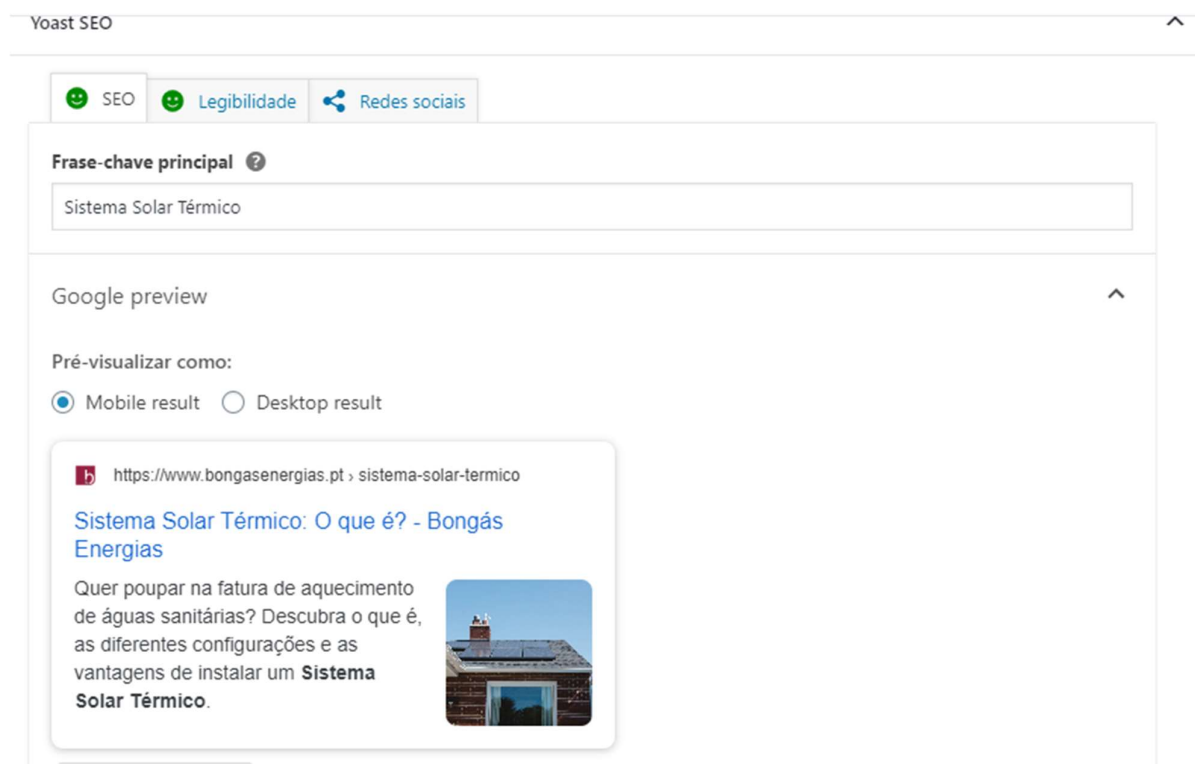 Yoast SEO
SEO
Legibilidade
Redes sociais
Frase-chave principal ?
Sistema Solar Térmico
Google preview
Pré-visualizar como:
Mobile result
Desktop result
b https://www.bongasenergias.pt › sistema-solar-termico
Sistema Solar Térmico: O que é? - Bongás
Energias
Quer poupar na fatura de aquecimento
de águas sanitárias? Descubra o que é,
as diferentes configurações e as
vantagens de instalar um Sistema
Solar Térmico.